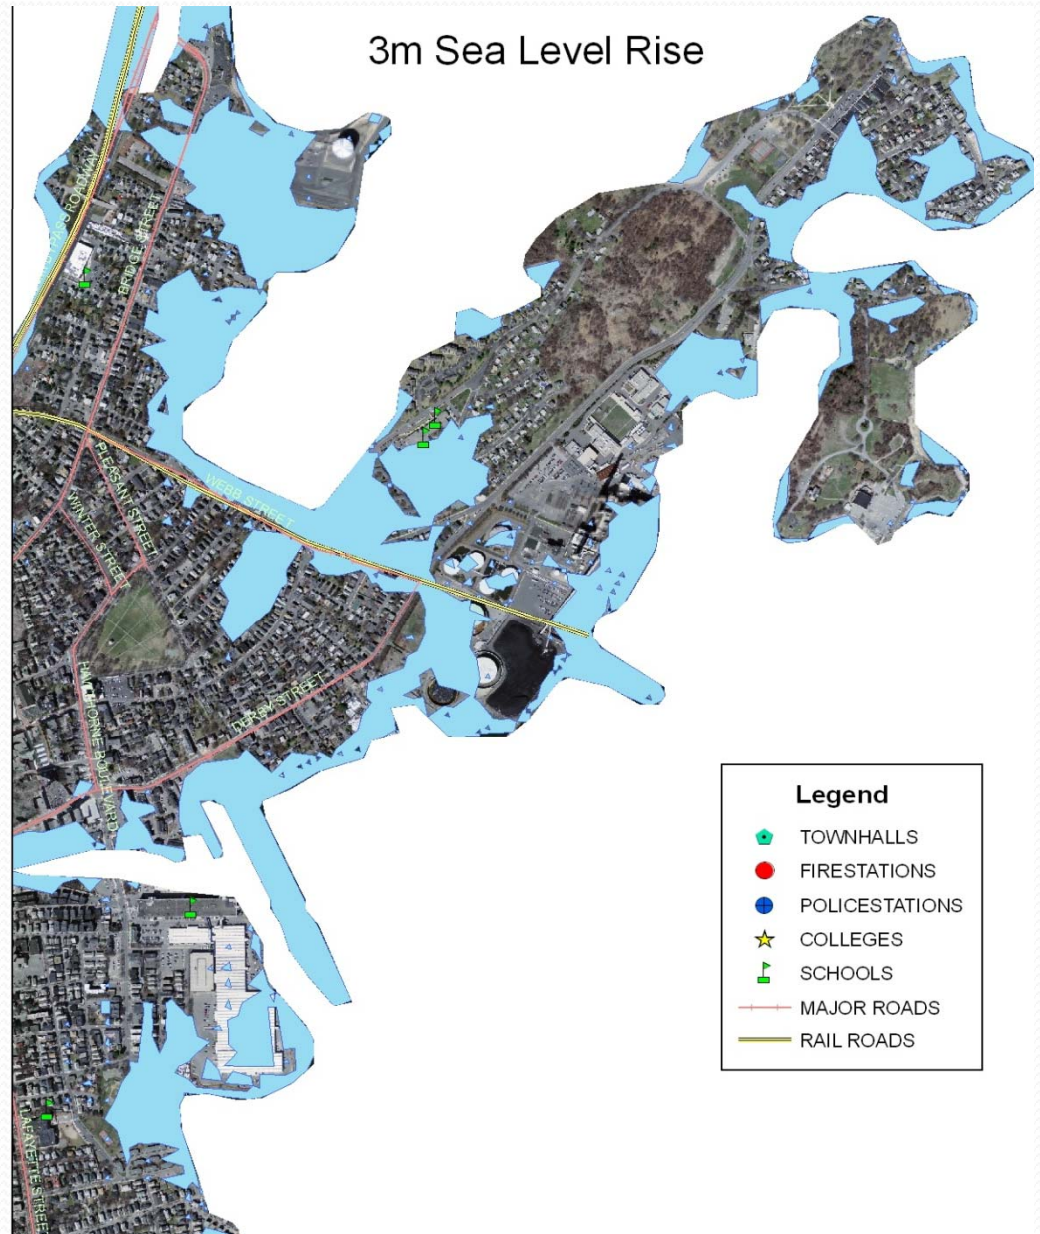 3m Sea Level Rise
ROADWAY
BRIDGE STREET
PLEASANT STREET
WINTER STREET
WEBB STREET
HAWTHORNE BOULEVARD
DERBY STREET
LAFAYETTE STREET
Legend
TOWNHALLS
FIRESTATIONS
POLICESTATIONS
COLLEGES
SCHOOLS
MAJOR ROADS
RAIL ROADS